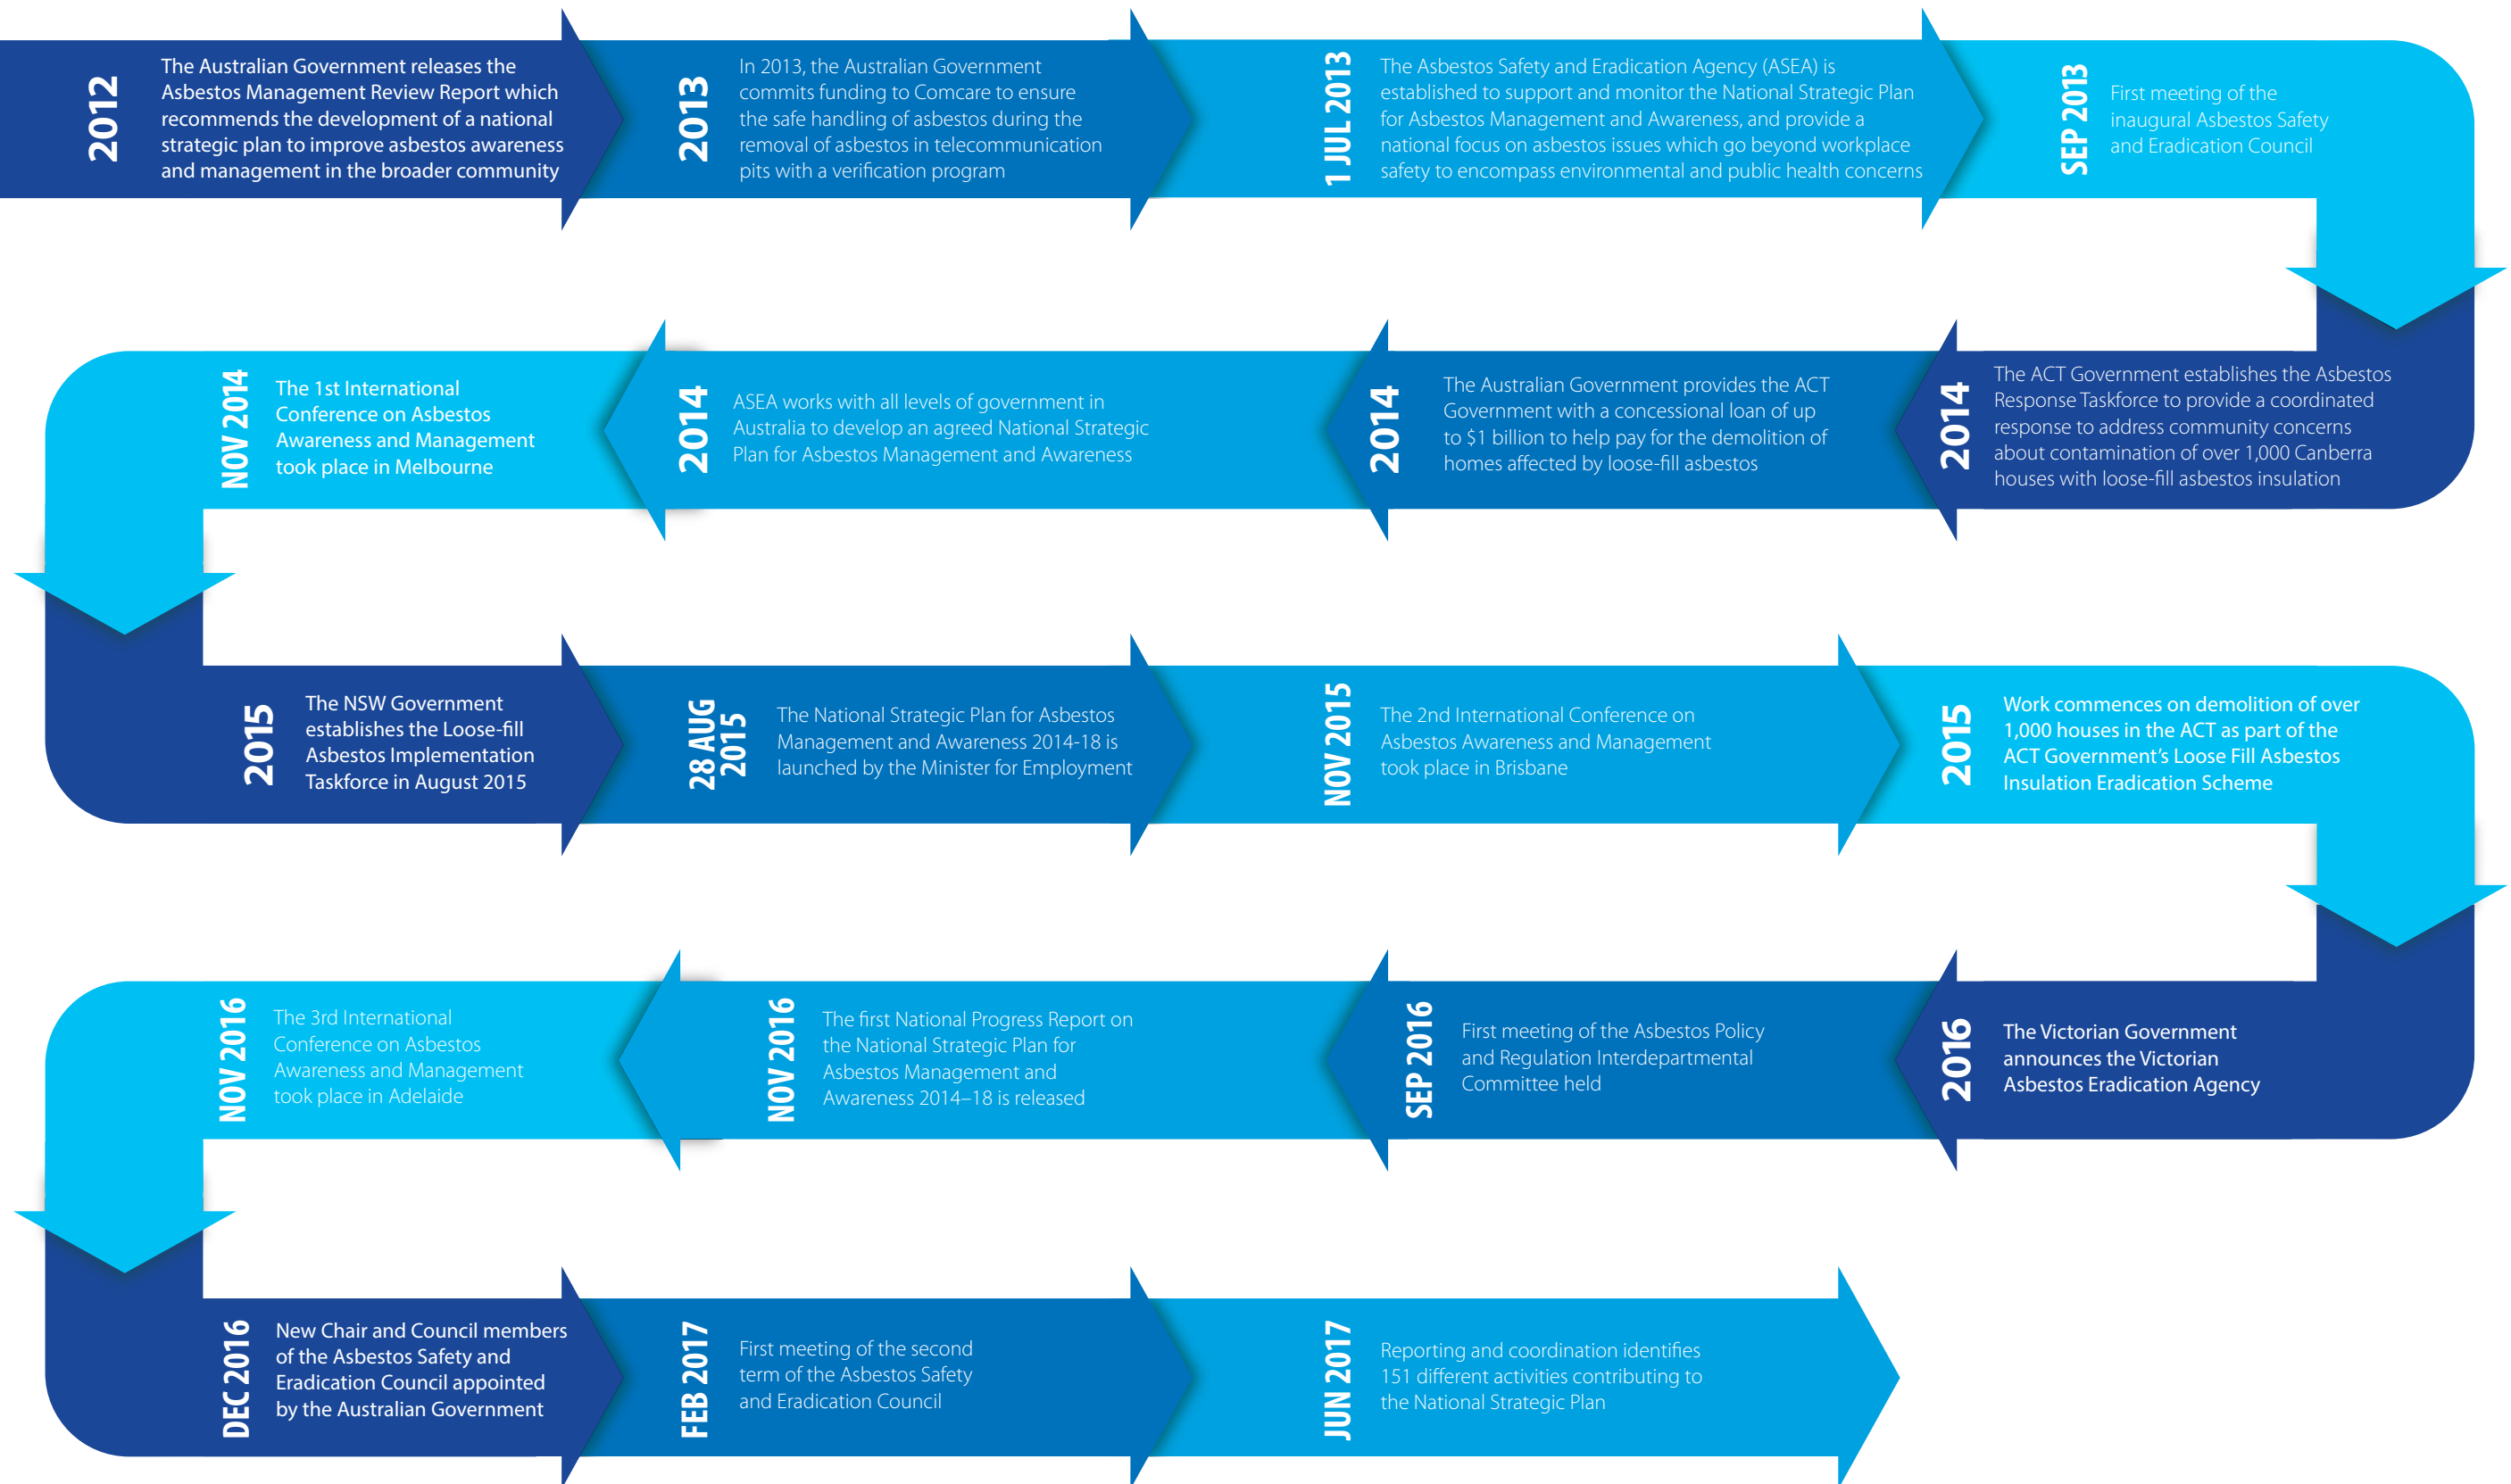 2012
The Australian Government releases the
Asbestos Management Review Report which
recommends the development of a national
strategic plan to improve asbestos awareness
and management in the broader community
2013
In 2013, the Australian Government
commits funding to Comcare to ensure
the safe handling of asbestos during the
removal of asbestos in telecommunication
pits with a verification program
1 JUL 2013
The Asbestos Safety and Eradication Agency (ASEA) is
established to support and monitor the National Strategic Plan
for Asbestos Management and Awareness, and provide a
national focus on asbestos issues which go beyond workplace
safety to encompass environmental and public health concerns
SEP 2013
First meeting of the
inaugural Asbestos Safety
and Eradication Council
2014
The ACT Government establishes the Asbestos
Response Taskforce to provide a coordinated
response to address community concerns
about contamination of over 1,000 Canberra
houses with loose-fill asbestos insulation
2014
The Australian Government provides the ACT
Government with a concessional loan of up
to $1 billion to help pay for the demolition of
homes affected by loose-fill asbestos
2014
ASEA works with all levels of government in
Australia to develop an agreed National Strategic
Plan for Asbestos Management and Awareness
NOV 2014
The 1st International
Conference on Asbestos
Awareness and Management
took place in Melbourne
2015
The NSW Government
establishes the Loose-fill
Asbestos Implementation
Taskforce in August 2015
28 AUG
2015
The National Strategic Plan for Asbestos
Management and Awareness 2014-18 is
launched by the Minister for Employment
NOV 2015
The 2nd International Conference on
Asbestos Awareness and Management
took place in Brisbane
2015
Work commences on demolition of over
1,000 houses in the ACT as part of the
ACT Government’s Loose Fill Asbestos
Insulation Eradication Scheme
2016
The Victorian Government
announces the Victorian
Asbestos Eradication Agency
SEP 2016
First meeting of the Asbestos Policy
and Regulation Interdepartmental
Committee held
NOV 2016
The first National Progress Report on
the National Strategic Plan for
Asbestos Management and
Awareness 2014–18 is released
NOV 2016
The 3rd International
Conference on Asbestos
Awareness and Management
took place in Adelaide
DEC 2016
New Chair and Council members
of the Asbestos Safety and
Eradication Council appointed
by the Australian Government
FEB 2017
First meeting of the second
term of the Asbestos Safety
and Eradication Council
JUN 2017
Reporting and coordination identifies
151 different activities contributing to
the National Strategic Plan